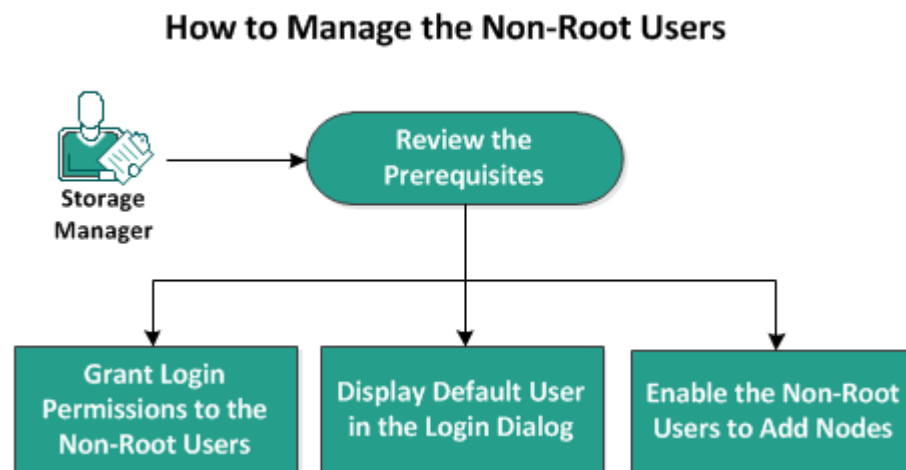 How to Manage the Non-Root Users
Review the
Prerequisites
Storage
Manager
Grant Login
Permissions to the
Non-Root Users
Display Default User
in the Login Dialog
Enable the Non-Root
Users to Add Nodes